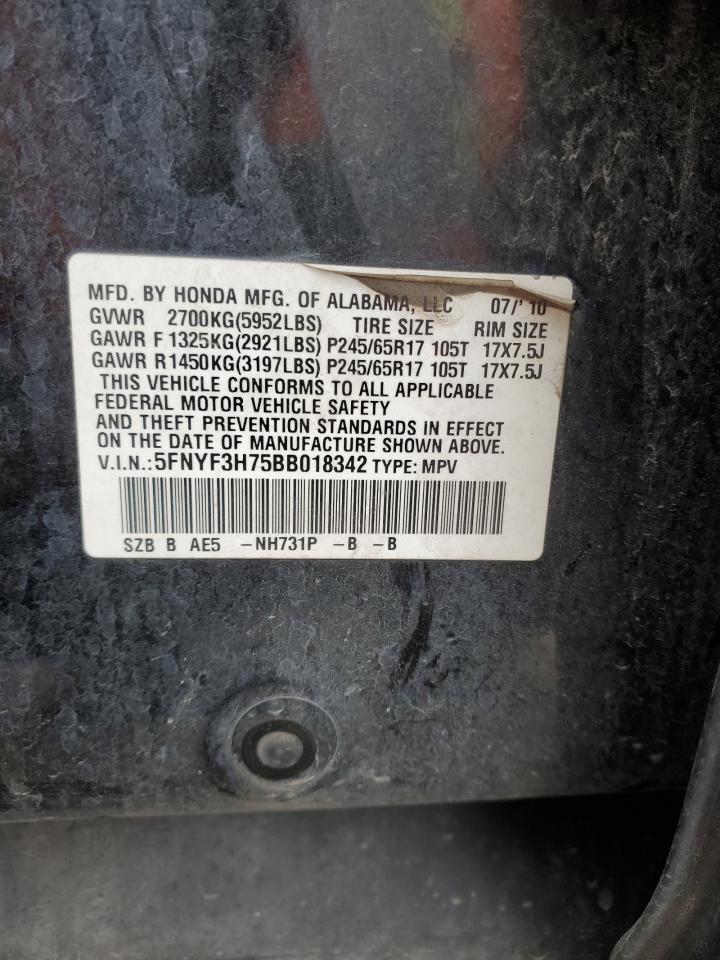 MFD. BY HONDA MFG. OF ALABAMA, LLC 07/'10
GVWR 2700KG(5952LBS) TIRE SIZE RIM SIZE
GAWR F 1325KG(2921LBS) P245/65R17 105T 17X7.5J
GAWR R 1450KG(3197LBS) P245/65R17 105T 17X7.5J
THIS VEHICLE CONFORMS TO ALL APPLICABLE
FEDERAL MOTOR VEHICLE SAFETY
AND THEFT PREVENTION STANDARDS IN EFFECT
ON THE DATE OF MANUFACTURE SHOWN ABOVE.
V.I.N.:5FNYF3H75BB018342 TYPE: MPV
SZB B AE5 –NH731P –B –B